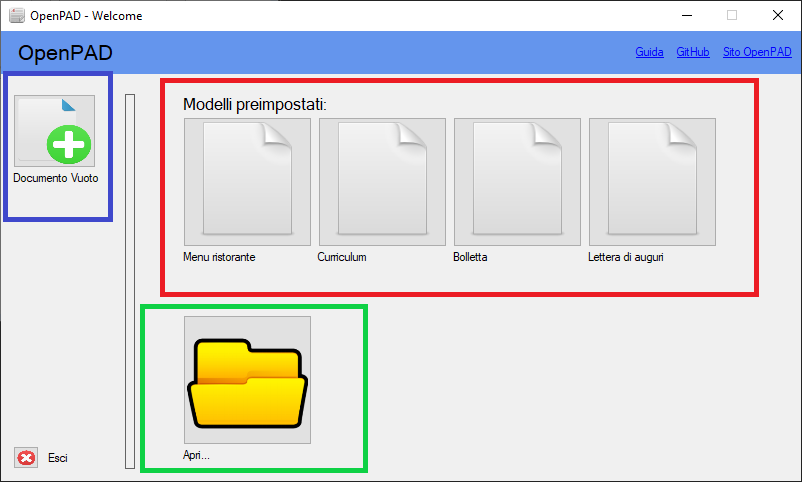 OpenPAD - Welcome
OpenPAD
Guida GitHub Sito OpenPAD
Documento Vuoto
Modelli preimpostati:
Menu ristorante Curriculum Bolletta Lettera di auguri
Apri...
Esci